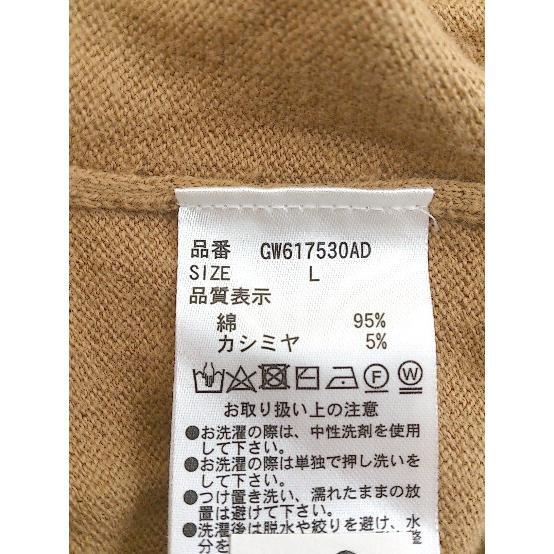 品番 GW617530AD
SIZE L
品質表示
綿 95%
カシミヤ 5%
F W
お取り扱い上の注意
●お洗濯の際は、中性洗剤を使用
して下さい。
●お洗濯の際は単独で押し洗いを
して下さい。
●つけ置き洗い、濡れたままの放
置は避けて下さい。
●洗濯後は脱水や絞りを避け、水
分を